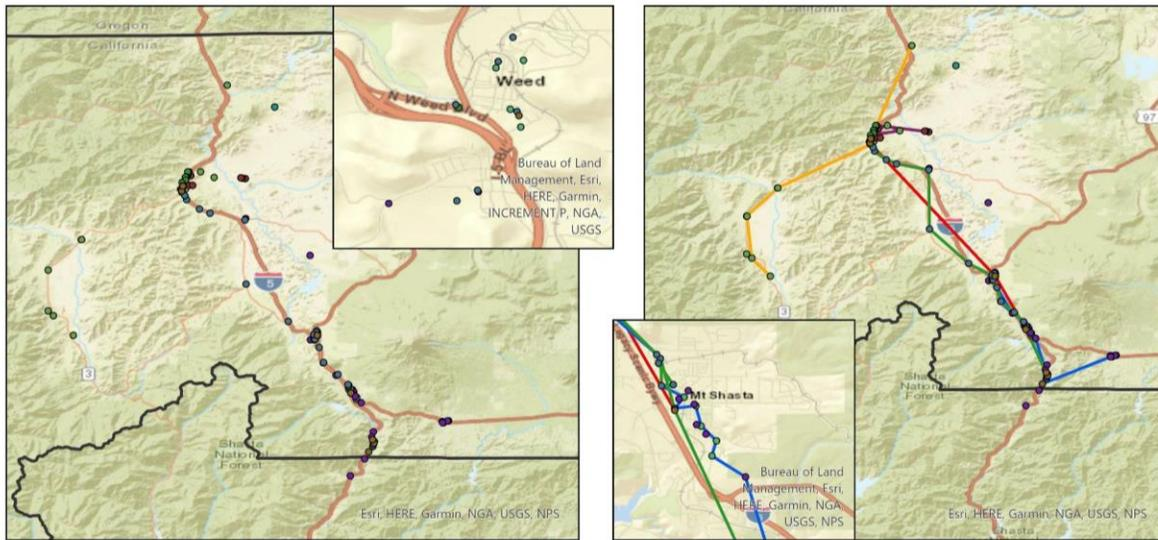 Oregon
California
Weed
N Weed Blvd
I-5 BL
Bureau of Land
Management, Esri,
HERE, Garmin,
INCREMENT P, NGA,
USGS
5
3
Shasta
National
Forest
Esri, HERE, Garmin, NGA, USGS, NPS
97
3
Shasta
National
Forest
Mt Shasta
Bureau of Land
Management, Esri,
HERE, Garmin, NGA,
USGS, NPS
Shasta
Esri, HERE, Garmin, NGA, USGS, NPS